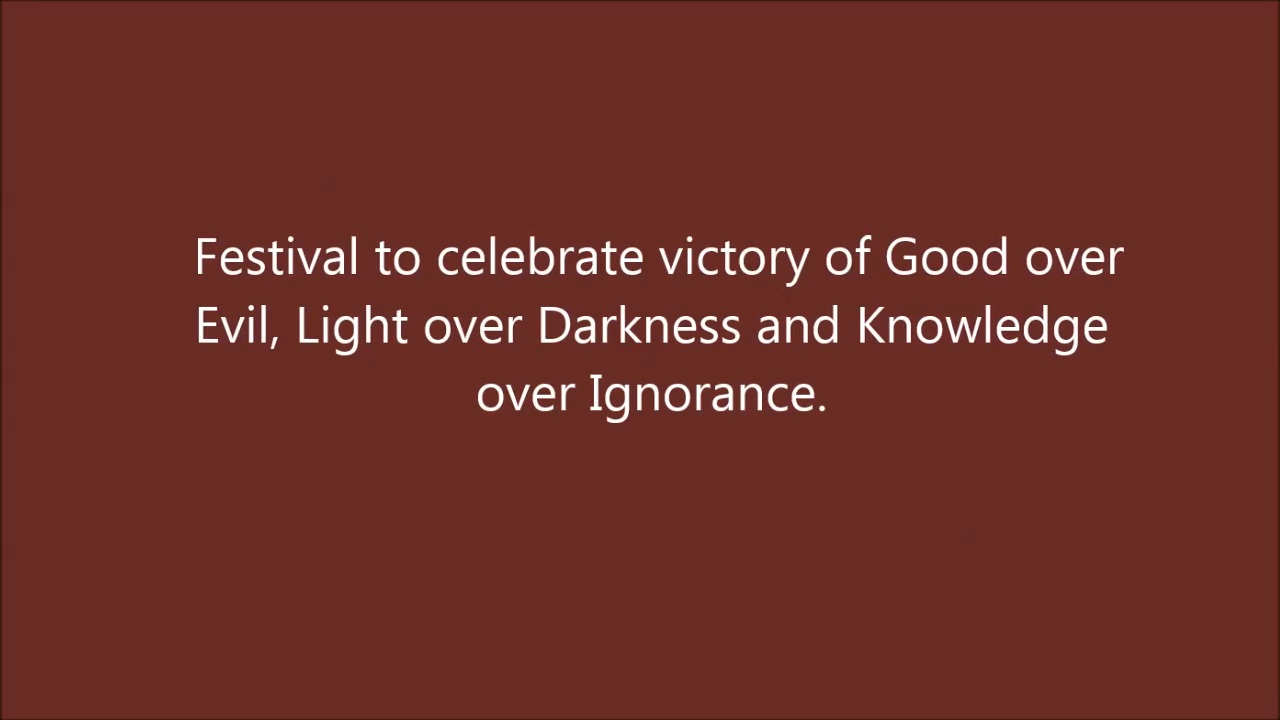 Festival to celebrate victory of Good over
Evil, Light over Darkness and Knowledge
over Ignorance.